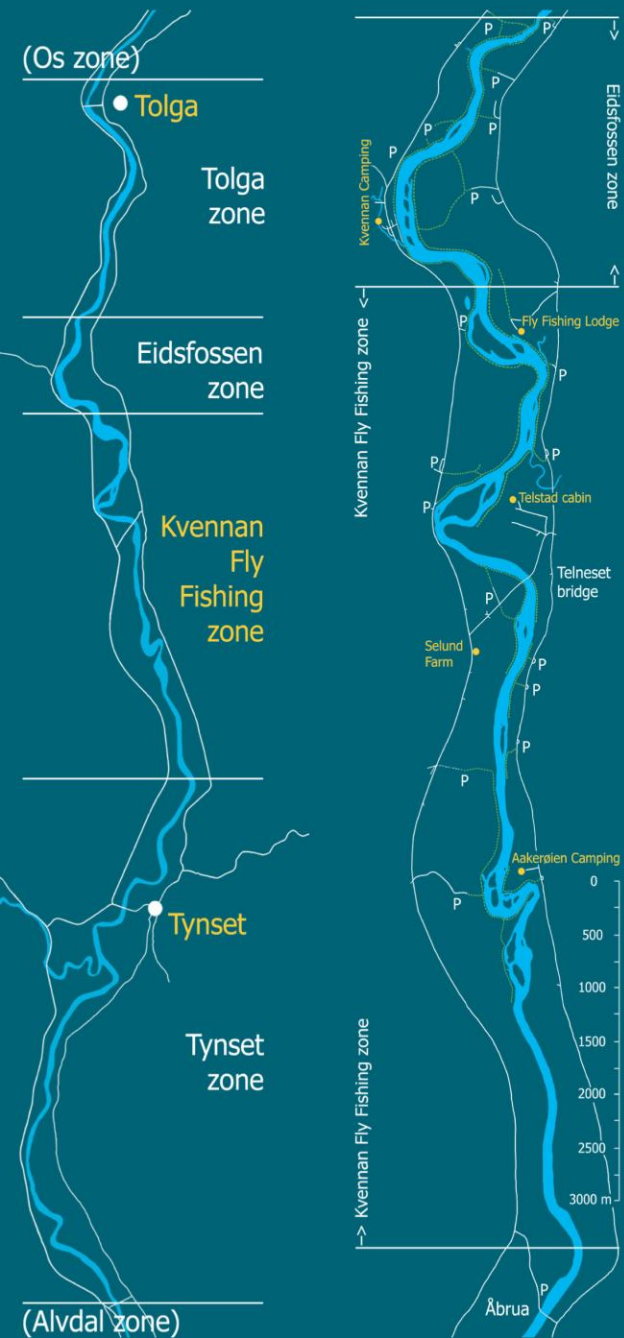 (Os zone)
Tolga
Tolga
zone
Eidsfossen
zone
Kvennan
Fly
Fishing
zone
Tynset
Tynset
zone
(Alvdal zone)
P
P
P
P
P
P
<-- Eidsfossen zone -->
Kvennan Camping
Kvennan Fly Fishing zone <--
Fly Fishing Lodge
P
P
P
P
Telstad cabin
P
Telneset
bridge
P
Selund
Farm
P
P
P
P
Aakerøien Camping
P
0
500
1000
1500
2000
2500
3000 m
--> Kvennan Fly Fishing zone
P
Åbrua